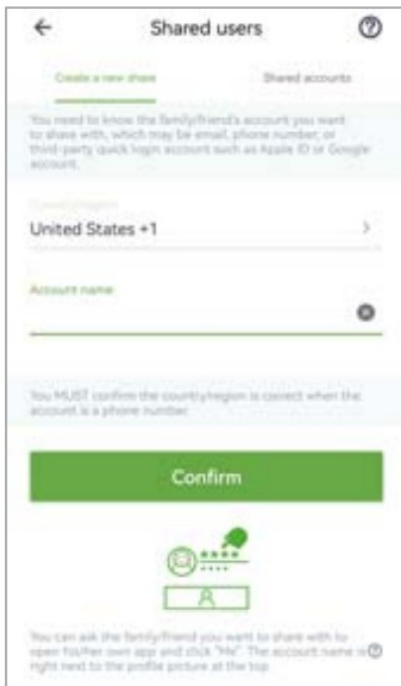 Shared users
Create a new share
Shared accounts
You need to know the family/friend's account you want
to share with, which may be email, phone number, or
third-party quick login account such as Apple ID or Google
account.
Country/region
United States +1
Account name
You MUST confirm the country/region is correct when the
account is a phone number.
Confirm
You can ask the family/friend you want to share with to
open his/her own app and click "Me". The account name is
right next to the profile picture at the top.